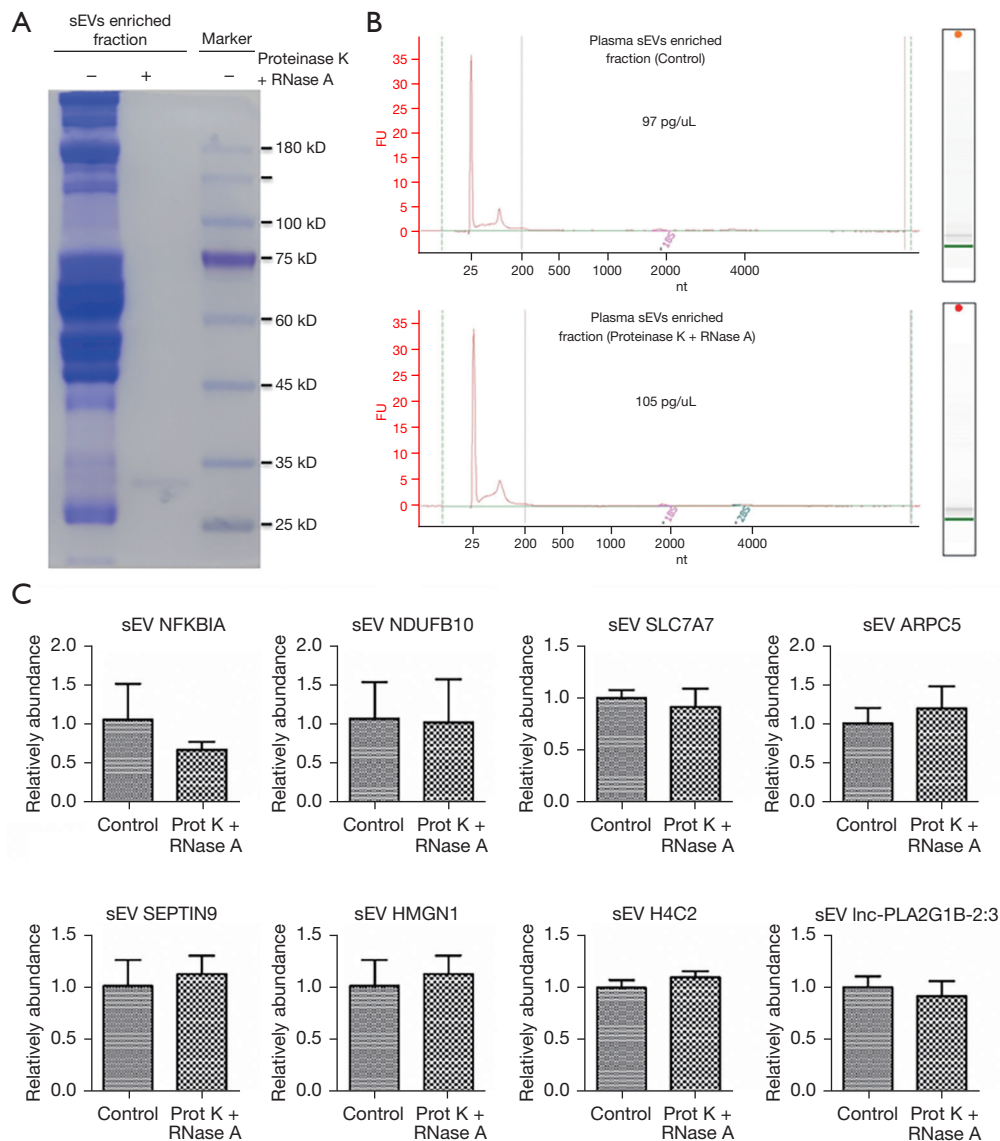 A
sEVs enriched
fraction
Marker
Proteinase K
– + – + RNase A
180 kD
100 kD
75 kD
60 kD
45 kD
35 kD
25 kD
B
Plasma sEVs enriched
fraction (Control)
97 pg/uL
FU
35
30
25
20
15
10
5
0
18S
25 200 500 1000 2000 4000
nt
Plasma sEVs enriched
fraction (Proteinase K + RNase A)
105 pg/uL
FU
35
30
25
20
15
10
5
0
18S
28S
25 200 500 1000 2000 4000
nt
C
sEV NFKBIA
Relatively abundance
2.0
1.5
1.0
0.5
0.0
Control Prot K +
RNase A
sEV NDUFB10
Relatively abundance
2.0
1.5
1.0
0.5
0.0
Control Prot K +
RNase A
sEV SLC7A7
Relatively abundance
1.5
1.0
0.5
0.0
Control Prot K +
RNase A
sEV ARPC5
Relatively abundance
2.0
1.5
1.0
0.5
0.0
Control Prot K +
RNase A
sEV SEPTIN9
Relatively abundance
1.5
1.0
0.5
0.0
Control Prot K +
RNase A
sEV HMGN1
Relatively abundance
1.5
1.0
0.5
0.0
Control Prot K +
RNase A
sEV H4C2
Relatively abundance
1.5
1.0
0.5
0.0
Control Prot K +
RNase A
sEV lnc-PLA2G1B-2:3
Relatively abundance
1.5
1.0
0.5
0.0
Control Prot K +
RNase A